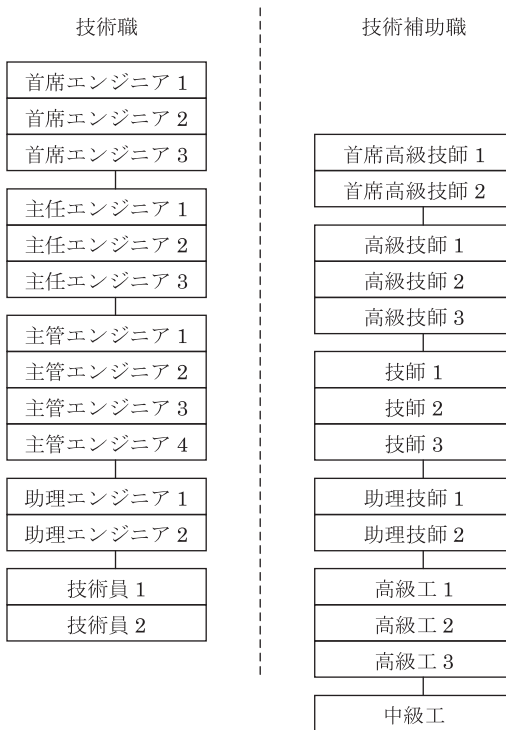 技術職
首席エンジニア 1
首席エンジニア 2
首席エンジニア 3
主任エンジニア 1
主任エンジニア 2
主任エンジニア 3
主管エンジニア 1
主管エンジニア 2
主管エンジニア 3
主管エンジニア 4
助理エンジニア 1
助理エンジニア 2
技術員 1
技術員 2
技術補助職
首席高級技師 1
首席高級技師 2
高級技師 1
高級技師 2
高級技師 3
技師 1
技師 2
技師 3
助理技師 1
助理技師 2
高級工 1
高級工 2
高級工 3
中級工